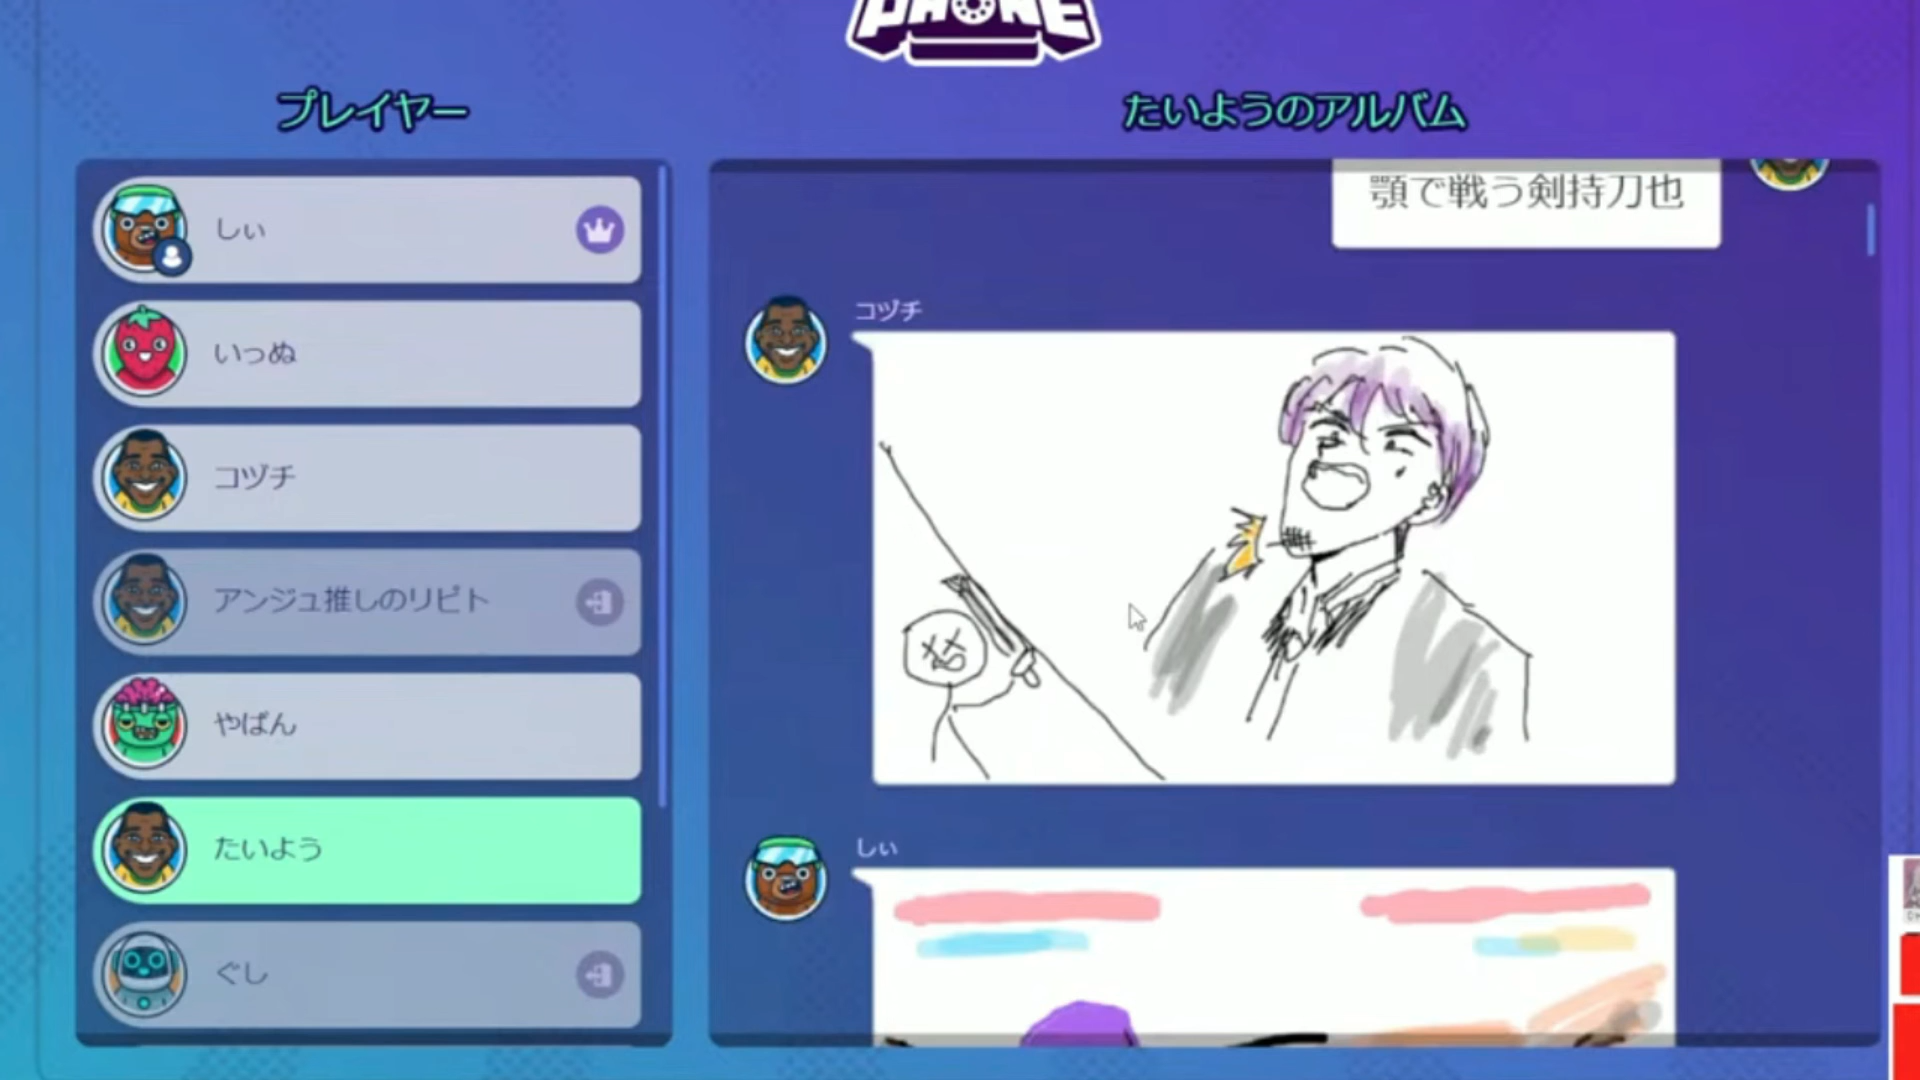 PHONE
プレイヤー
たいようのアルバム
しぃ
いっぬ
コヅチ
アンジュ推しのリピト
やばん
たいよう
ぐし
顎で戦う剣持刀也
コヅチ
しぃ